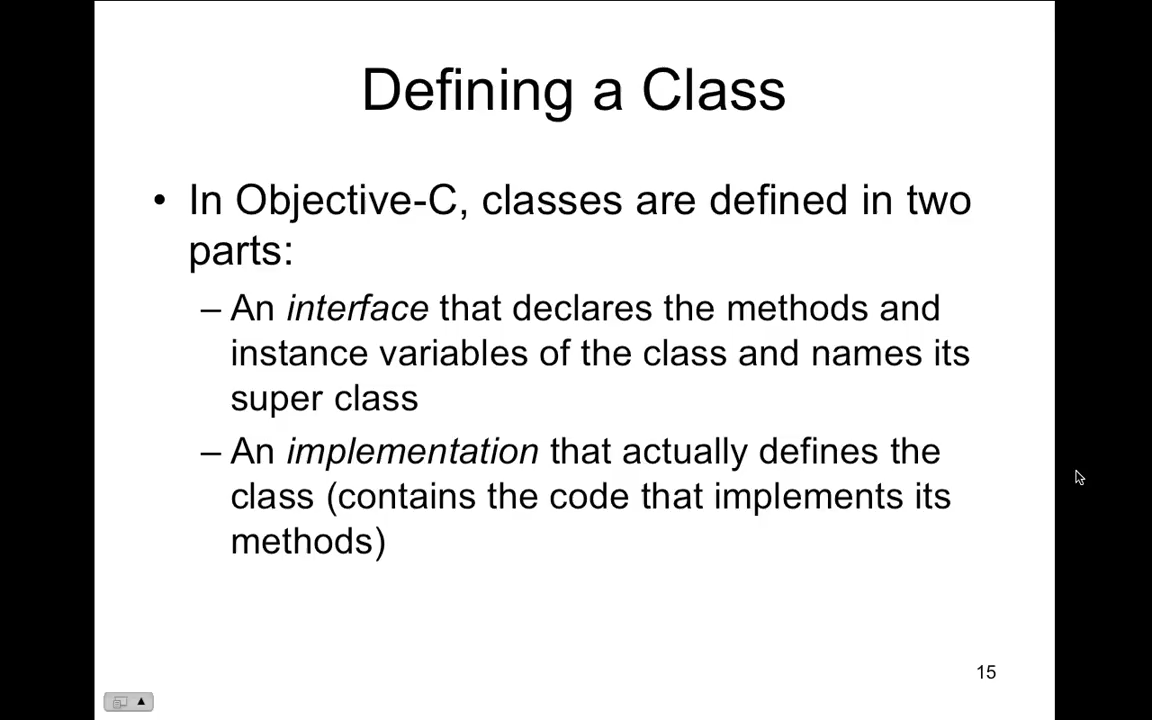 Defining a Class
• In Objective-C, classes are defined in two
parts:
– An interface that declares the methods and
instance variables of the class and names its
super class
– An implementation that actually defines the
class (contains the code that implements its
methods)
15